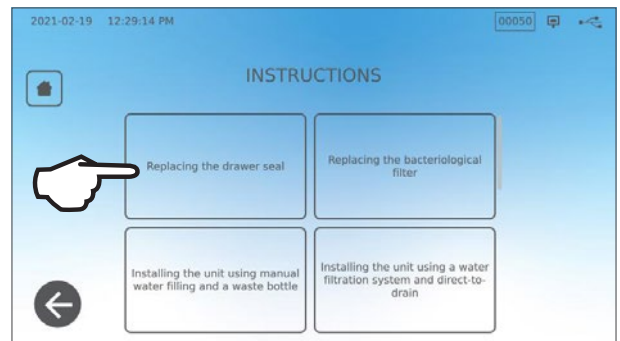 2021-02-19 12:29:14 PM
00050
INSTRUCTIONS
Replacing the drawer seal
Replacing the bacteriological
filter
Installing the unit using manual
water filling and a waste bottle
Installing the unit using a water
filtration system and direct-to-
drain